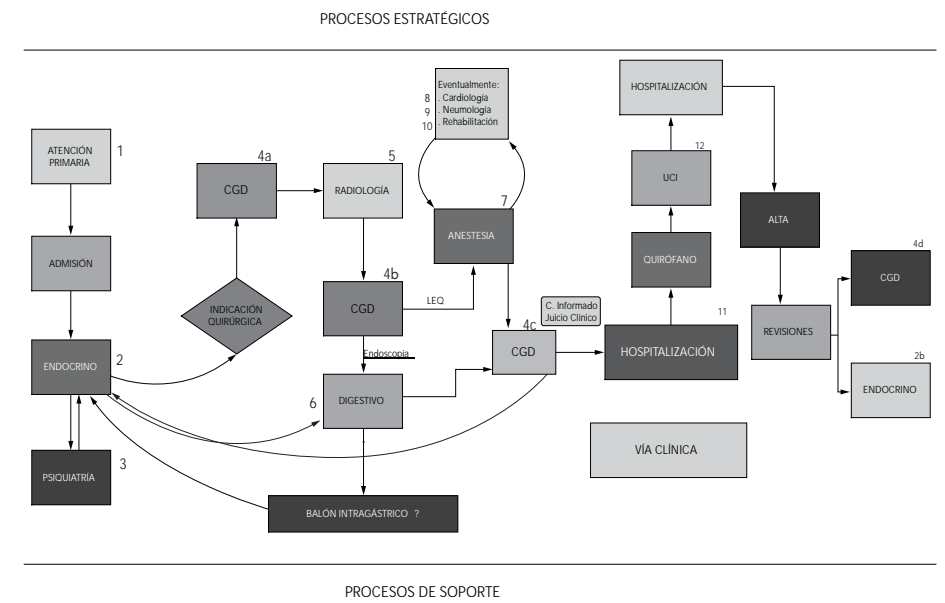 PROCESOS ESTRATÉGICOS
Eventualmente:
8 . Cardiología
9 . Neumología
10 . Rehabilitación
HOSPITALIZACIÓN
ATENCIÓN
PRIMARIA
1
4a
CGD
5
RADIOLOGÍA
12
UCI
7
ANESTESIA
ALTA
ADMISIÓN
QUIRÓFANO
4d
CGD
4b
CGD
LEQ
INDICACIÓN
QUIRÚRGICA
C. Informado
Juicio Clínico
11
HOSPITALIZACIÓN
REVISIONES
4c
CGD
Endoscopia
ENDOCRINO
2
2b
ENDOCRINO
6
DIGESTIVO
VÍA CLÍNICA
PSIQUIATRÍA
3
BALÓN INTRAGÁSTRICO ?
PROCESOS DE SOPORTE